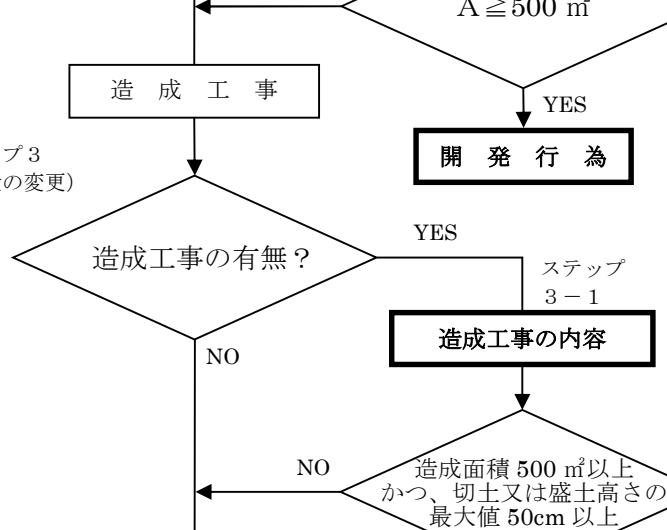 A≧500 ㎡
造 成 工 事
YES
プ3
の変更）
開 発 行 為
造成工事の有無？
YES
ステップ
3－1
造成工事の内容
NO
NO
造成面積 500 ㎡以上
かつ、切土又は盛土高さの
最大値 50cm 以上